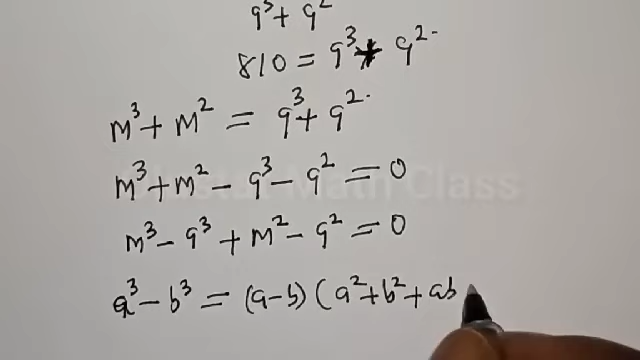 9³ + 9²
810 = 9³ + 9²
m³ + m² = 9³ + 9²
m³ + m² - 9³ - 9² = 0
m³ - 9³ + m² - 9² = 0
a³ - b³ = (a-b) (a² + b² + ab